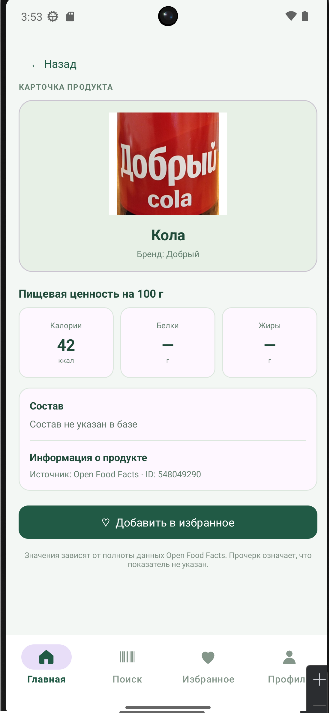 3:53
← Назад
КАРТОЧКА ПРОДУКТА
Добрый
cola
Кола
Бренд: Добрый
Пищевая ценность на 100 г
Калории
Белки
Жиры
42
—
—
ккал
г
г
Состав
Состав не указан в базе
Информация о продукте
Источник: Open Food Facts · ID: 548049290
♡ Добавить в избранное
Значения зависят от полноты данных Open Food Facts. Прочерк означает, что
показатель не указан.
Главная
Поиск
Избранное
Профил